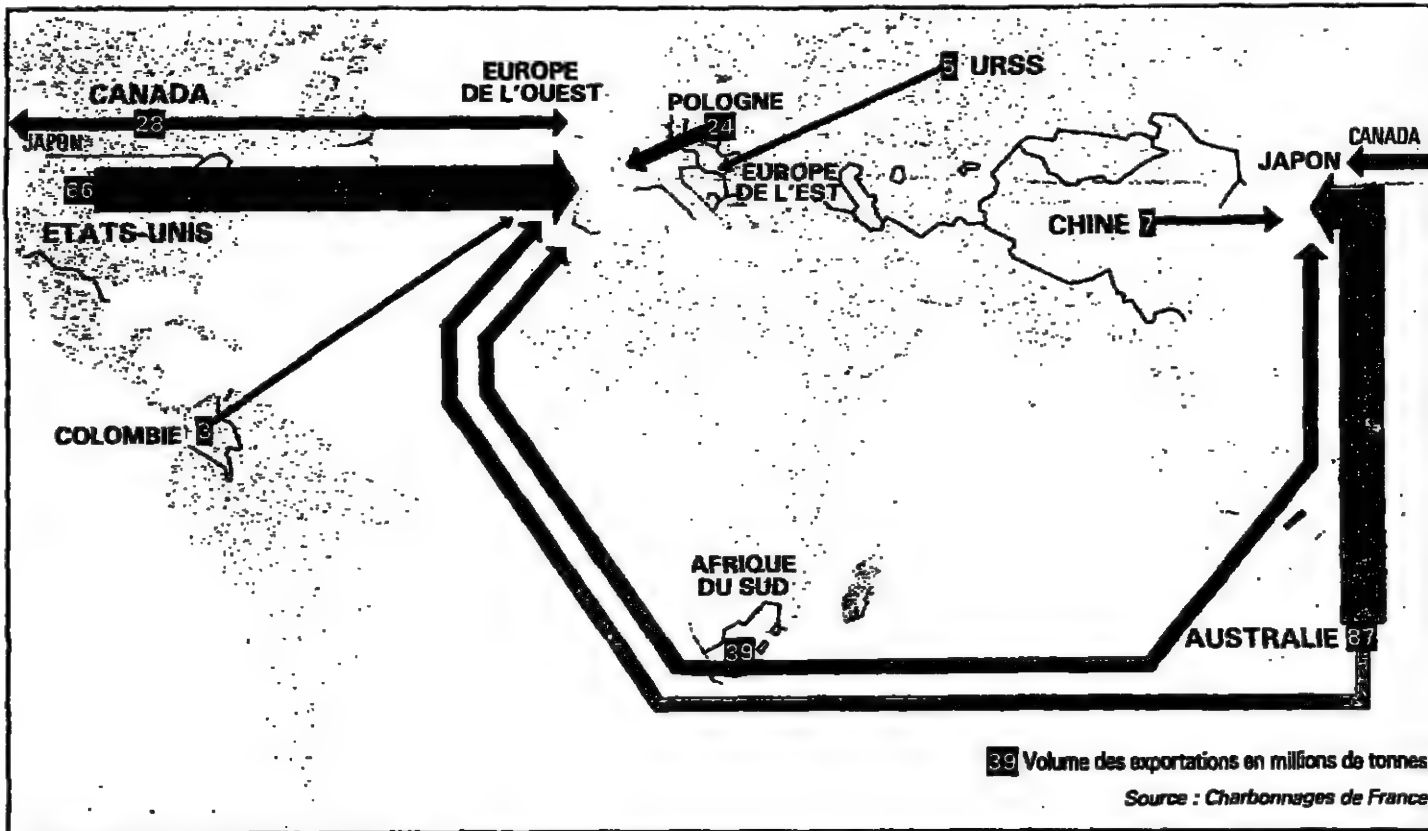 CANADA
28
JAPON
EUROPE
DE L'OUEST
POLOGNE
24
5 URSS
EUROPE
DE L'EST
CANADA
JAPON
CHINE 7
ETATS-UNIS
COLOMBIE 3
AFRIQUE
DU SUD
39
AUSTRALIE 87
39 Volume des exportations en millions de tonnes
Source : Charbonnages de France